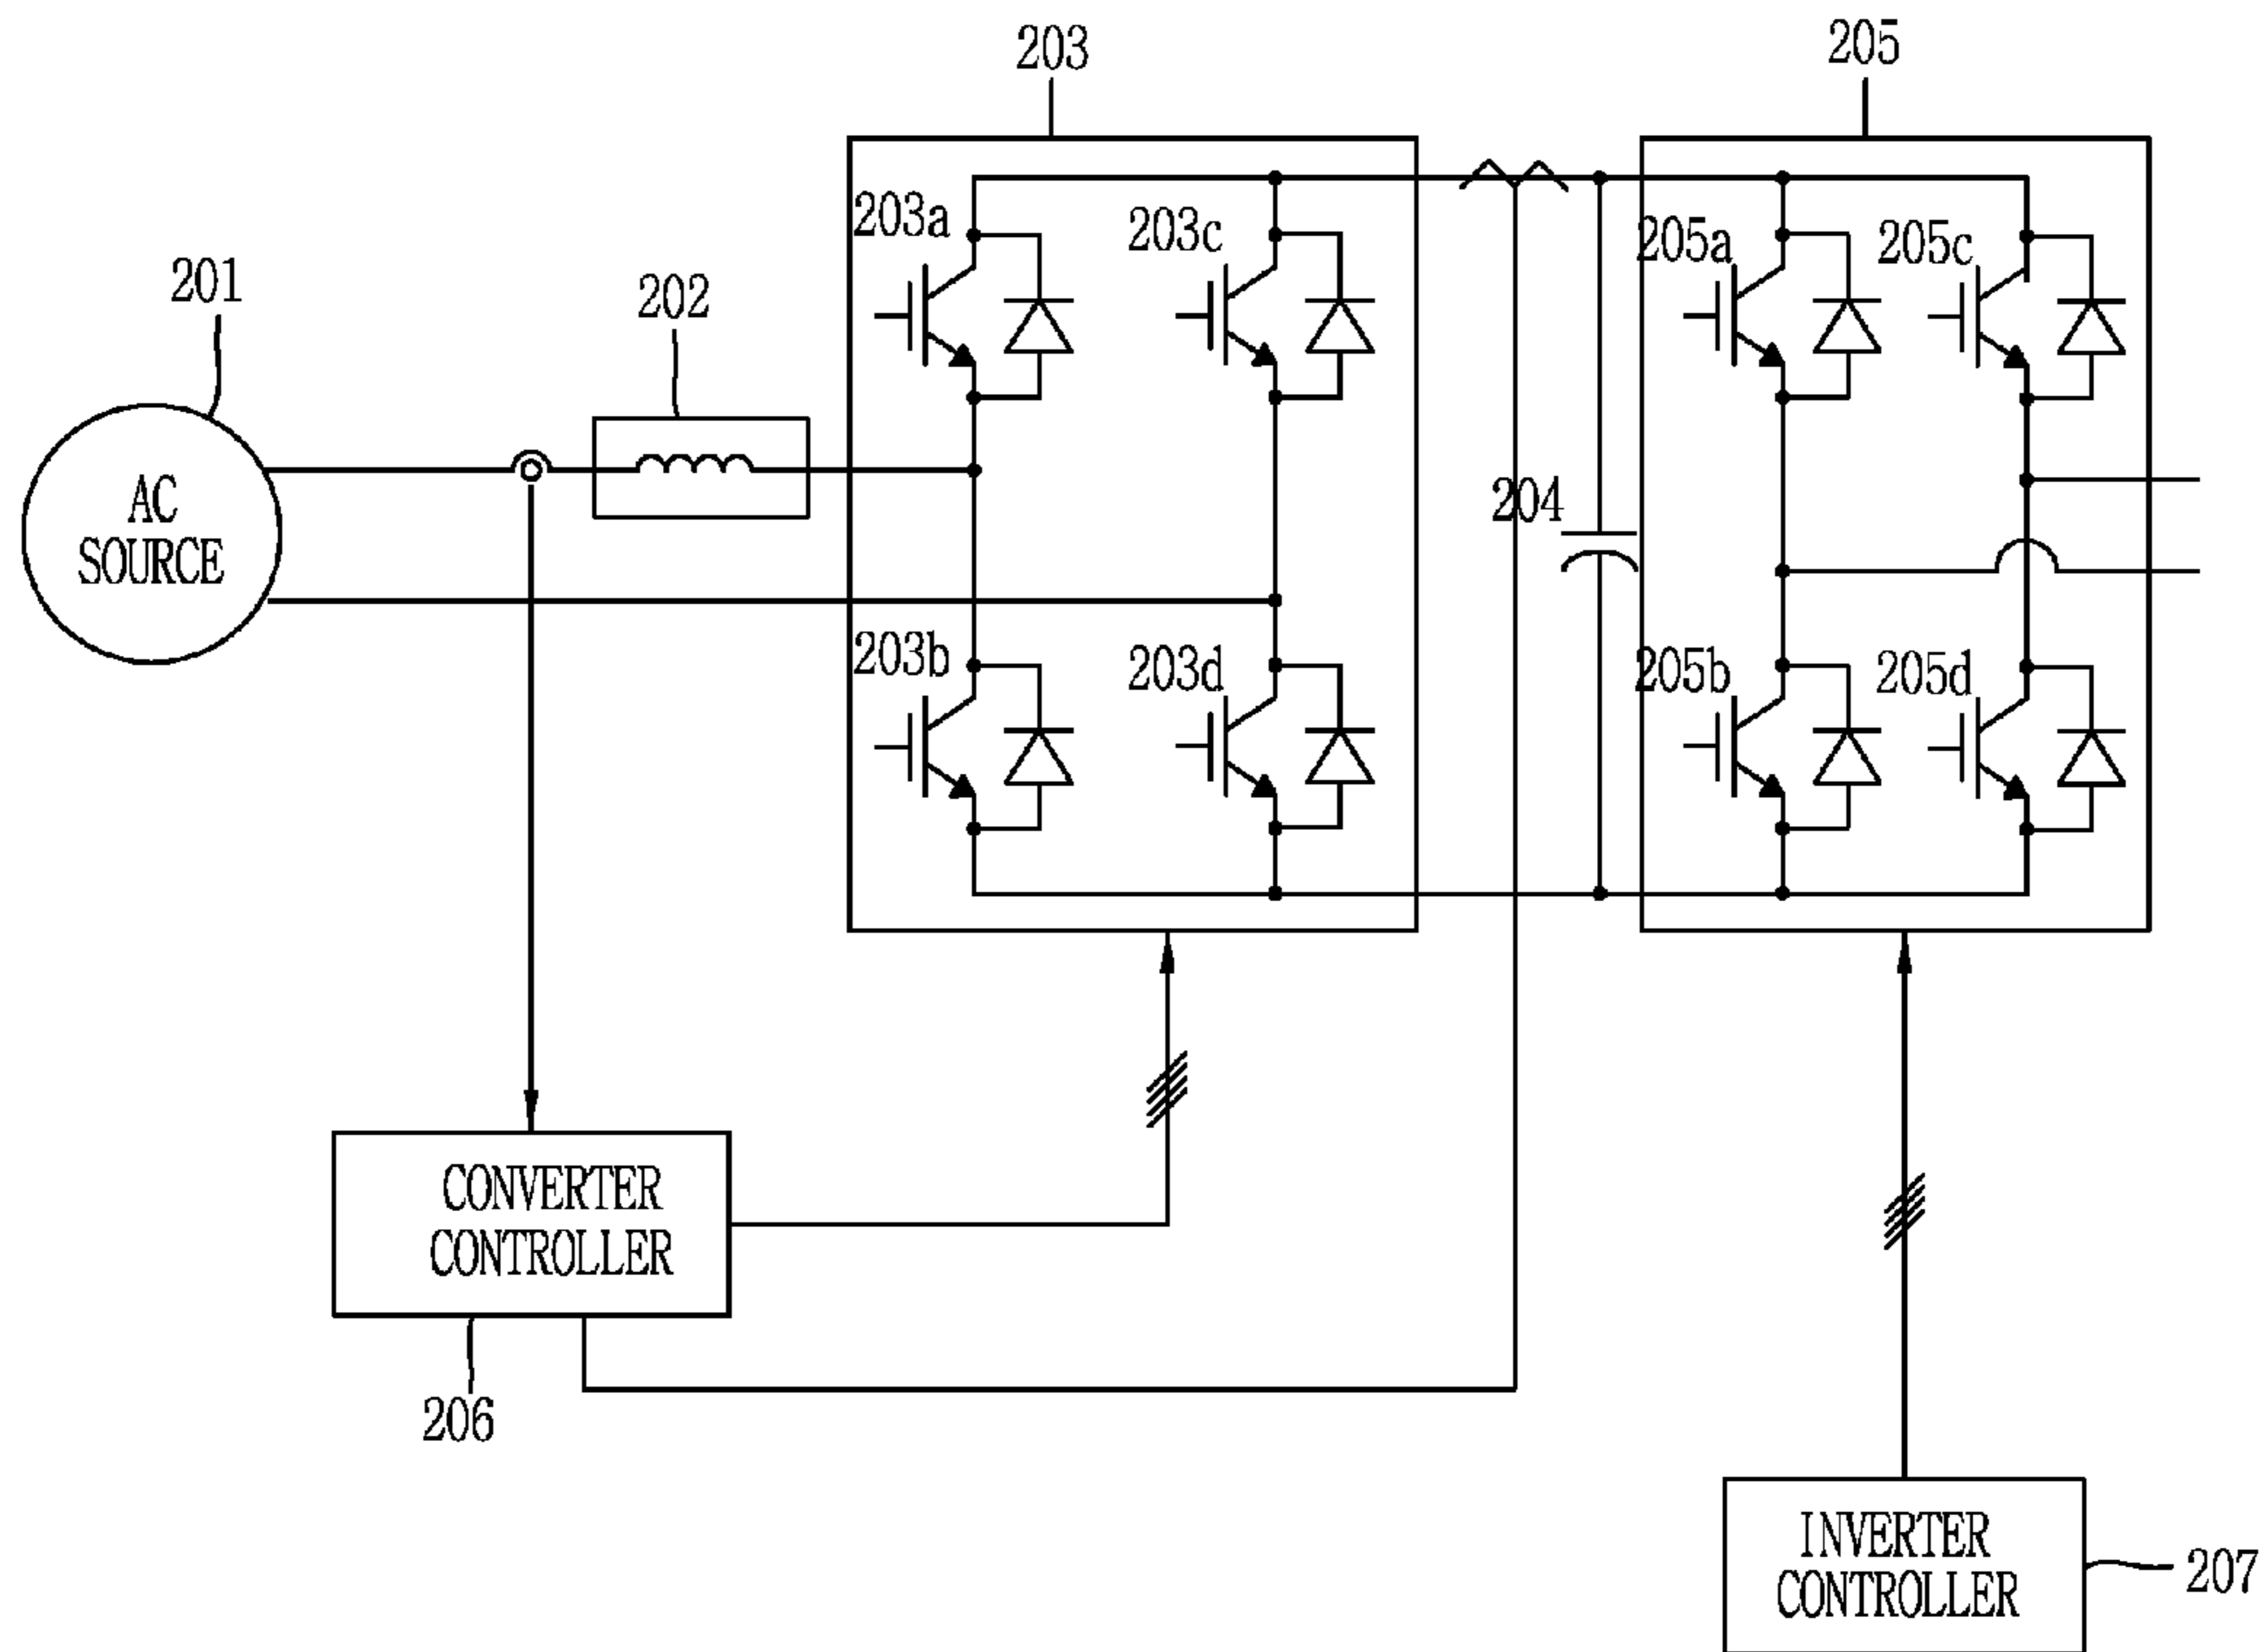 203
205
203a
203c
205a
205c
201
202
AC
SOURCE
204
203b
203d
205b
205d
CONVERTER
CONTROLLER
206
INVERTER
CONTROLLER
207